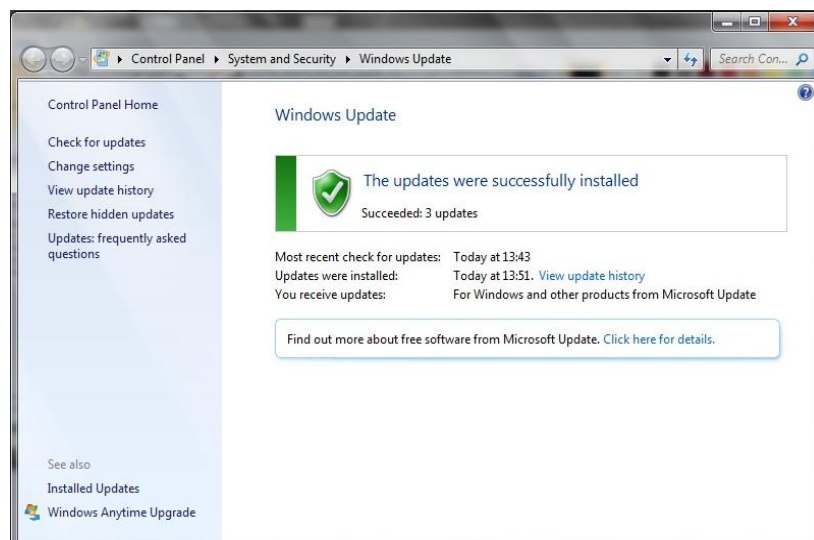 Control Panel ▸ System and Security ▸ Windows Update
Search Con...
Control Panel Home
Check for updates
Change settings
View update history
Restore hidden updates
Updates: frequently asked
questions
See also
Installed Updates
Windows Anytime Upgrade
Windows Update
The updates were successfully installed
Succeeded: 3 updates
Most recent check for updates: Today at 13:43
Updates were installed: Today at 13:51. View update history
You receive updates: For Windows and other products from Microsoft Update
Find out more about free software from Microsoft Update. Click here for details.